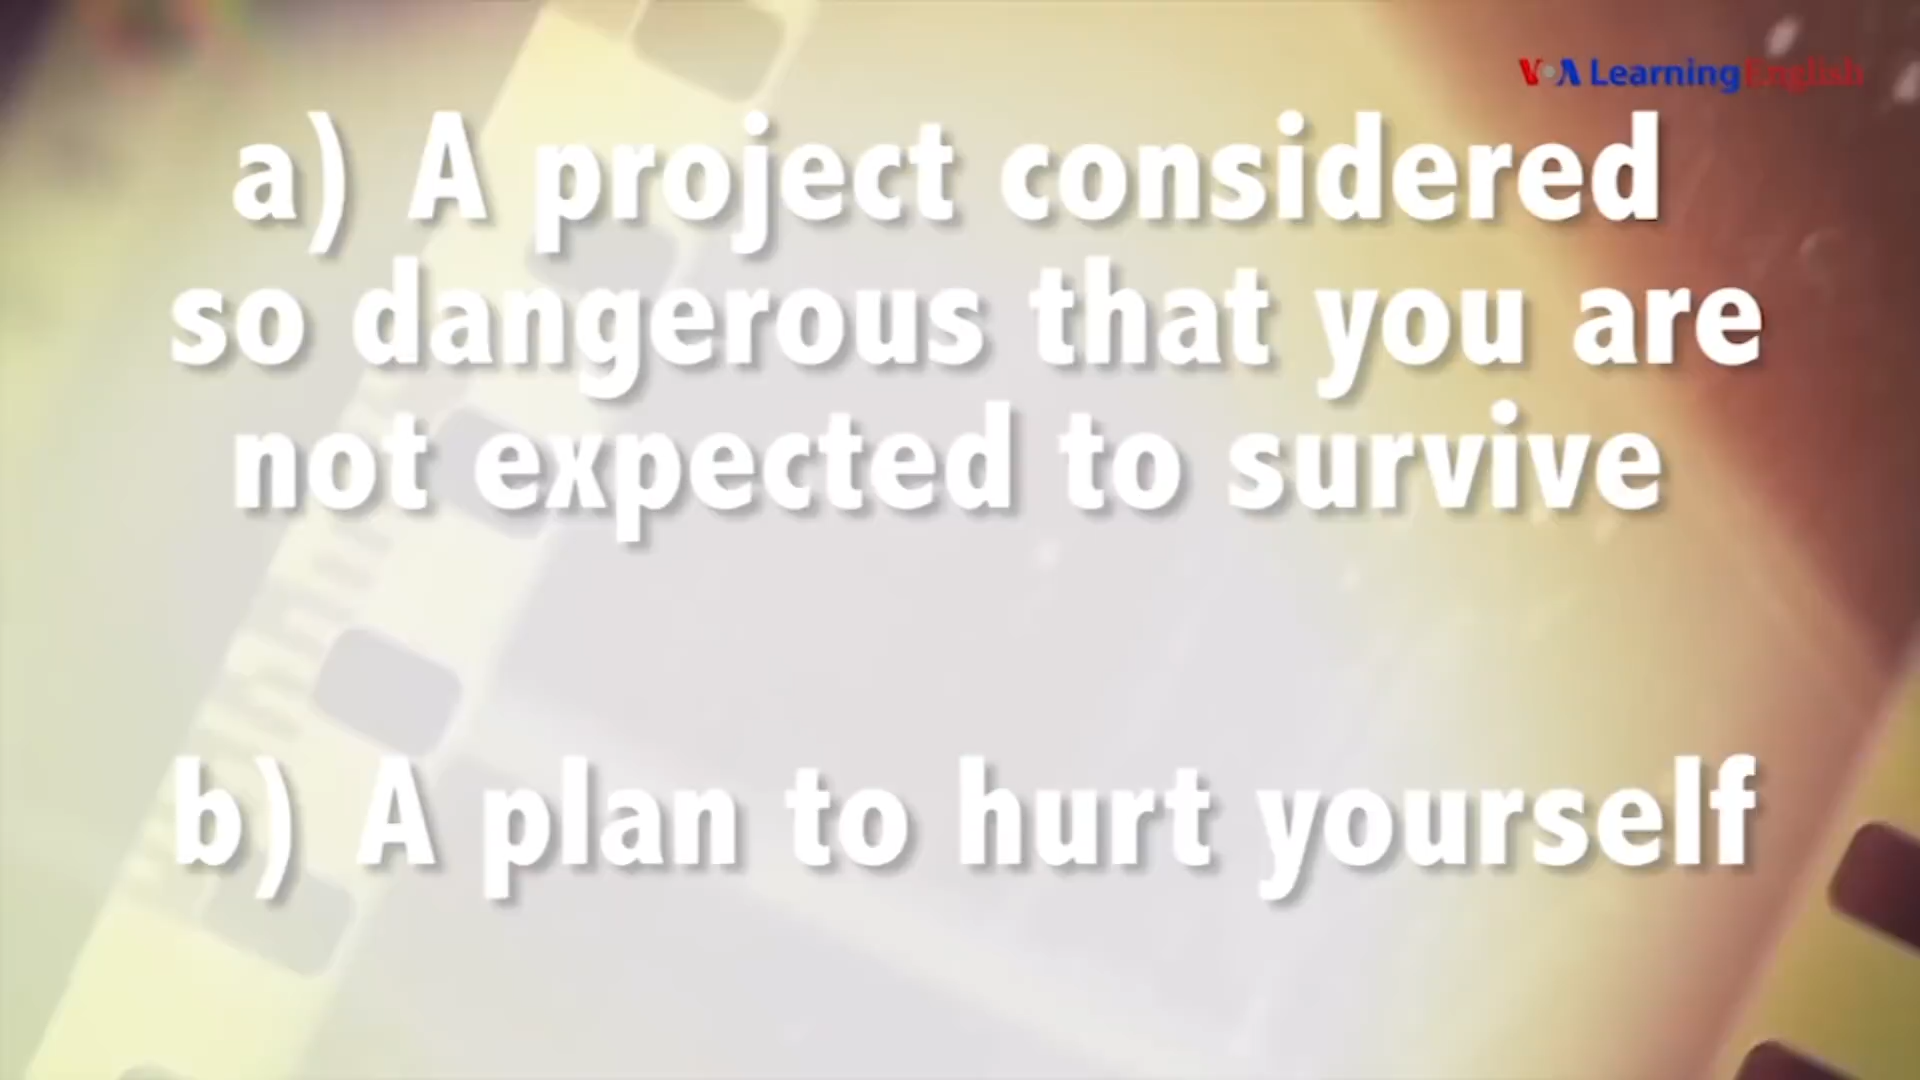 VOA Learning English
a) A project considered
so dangerous that you are
not expected to survive
b) A plan to hurt yourself